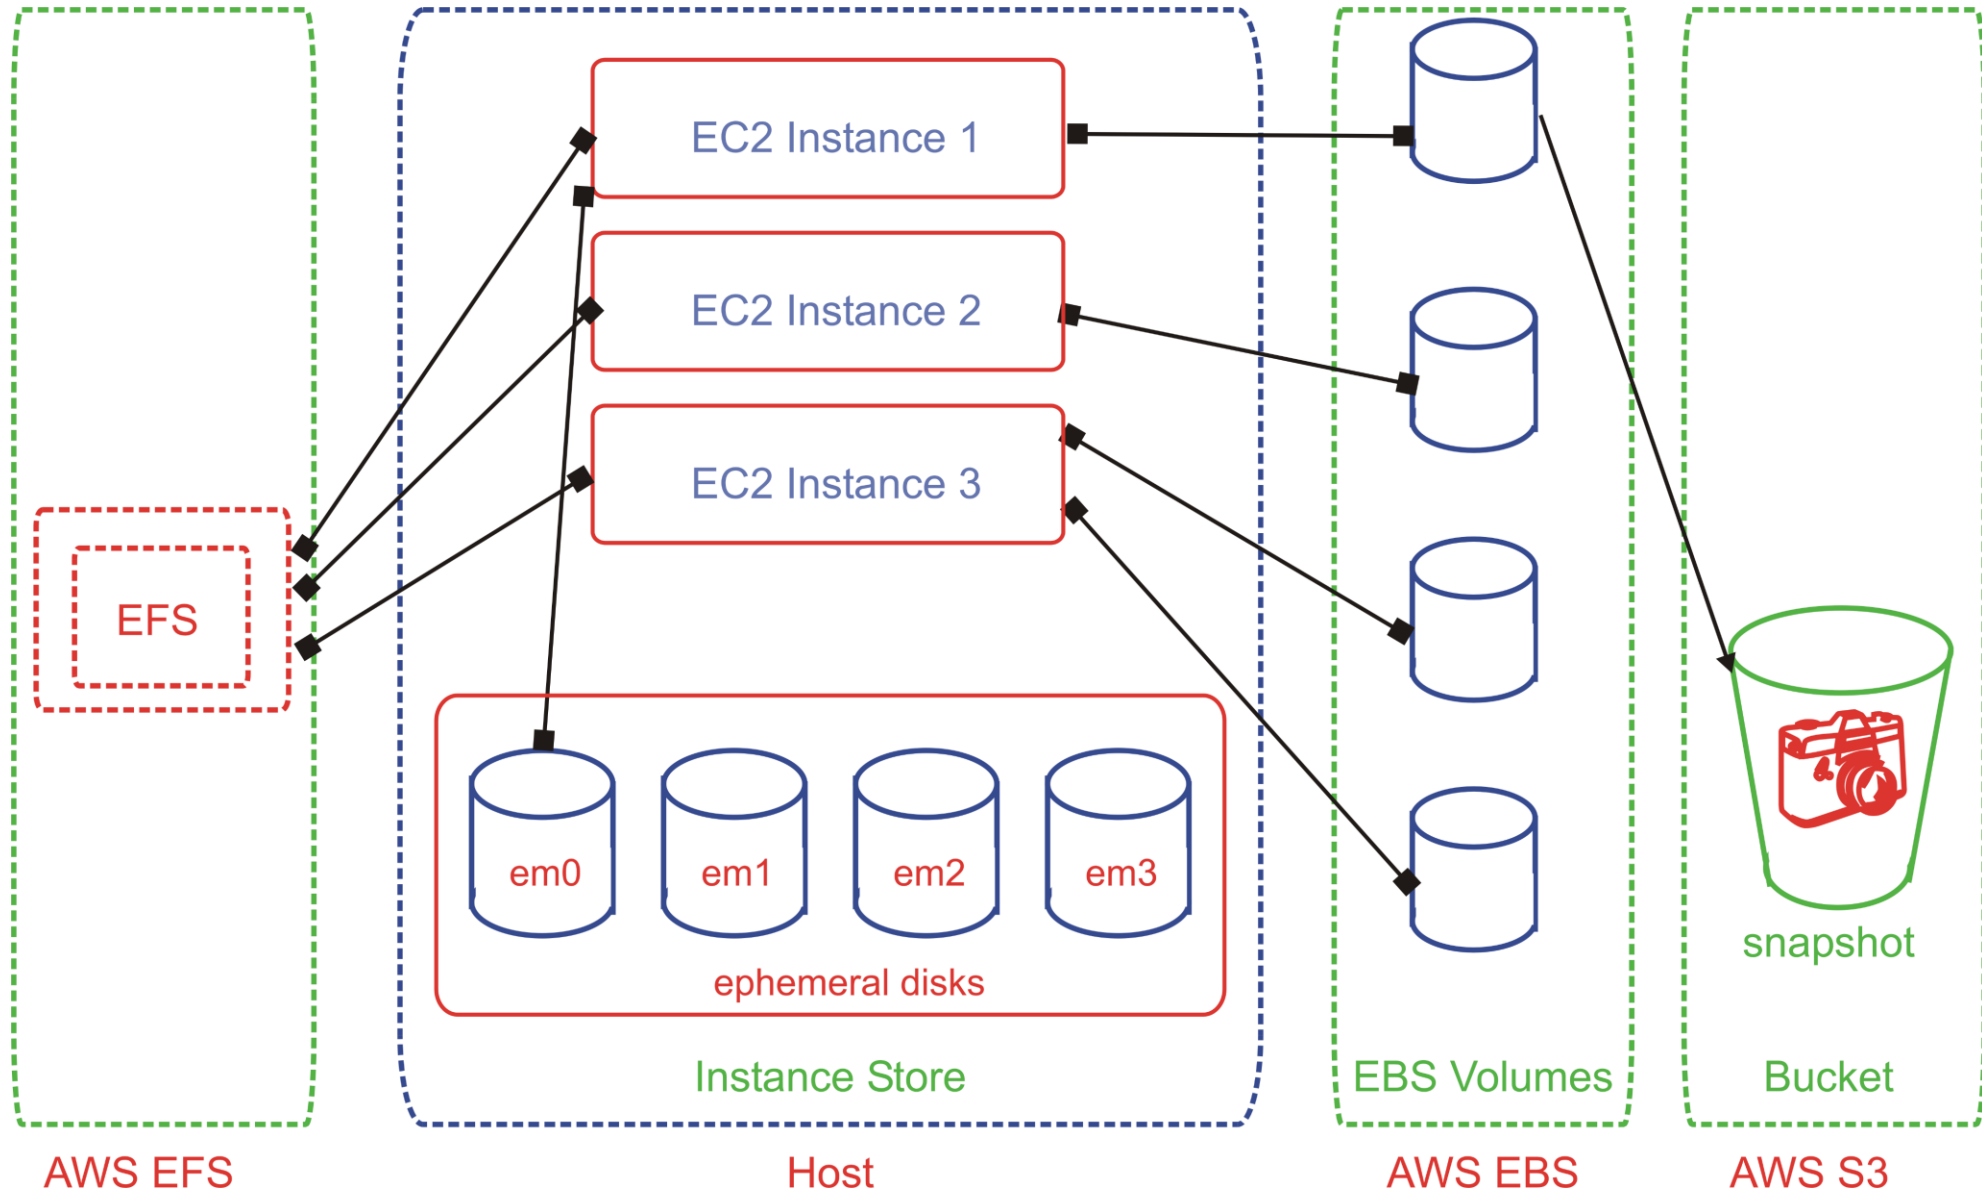 EC2 Instance 1
EC2 Instance 2
EC2 Instance 3
EFS
em0
em1
em2
em3
ephemeral disks
snapshot
Instance Store
EBS Volumes
Bucket
AWS EFS
Host
AWS EBS
AWS S3